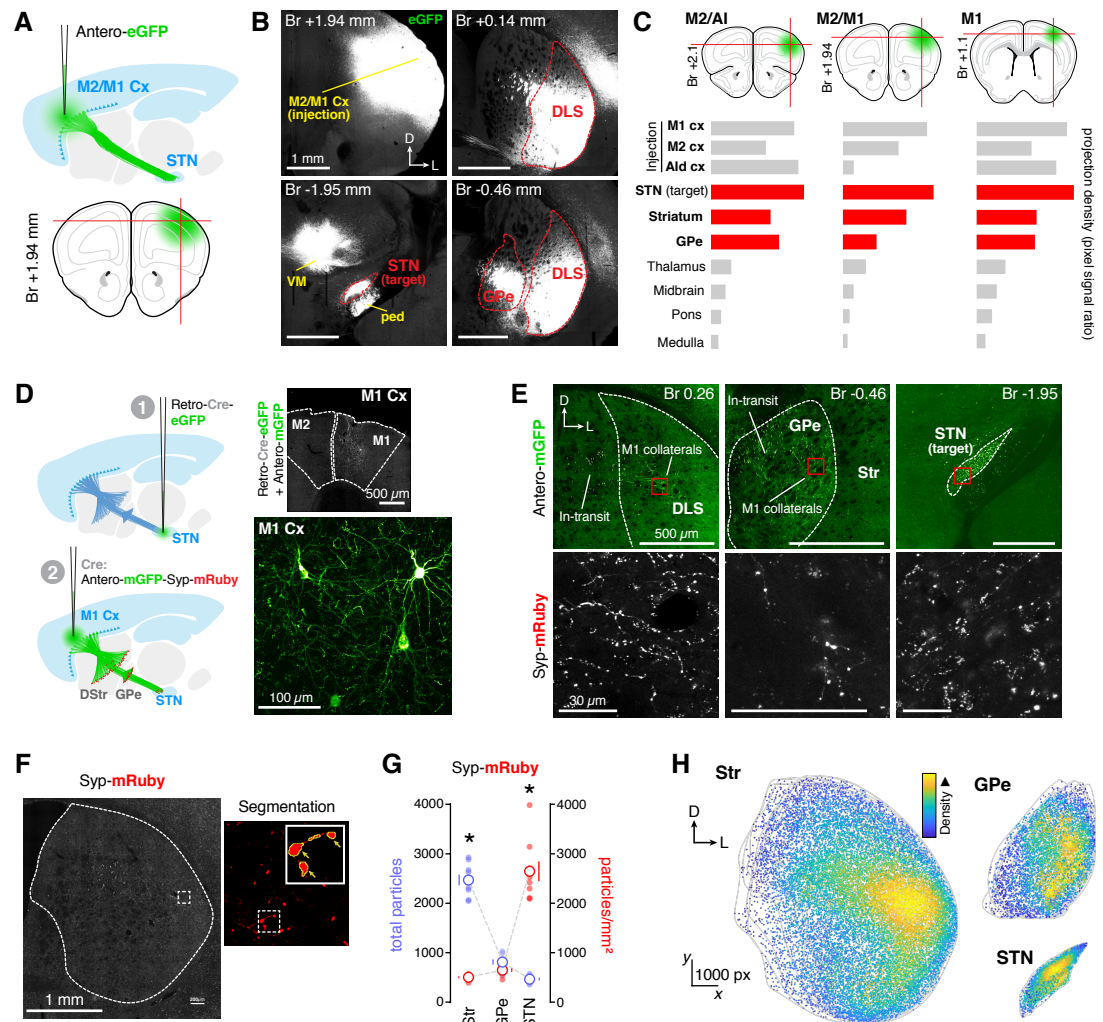 A
Antero-eGFP
M2/M1 Cx
STN
Br +1.94 mm
B
Br +1.94 mm
eGFP
M2/M1 Cx
(injection)
D
L
1 mm
Br +0.14 mm
DLS
Br -1.95 mm
VM
STN
(target)
ped
Br -0.46 mm
GPe
DLS
C
M2/AI
M2/M1
M1
Br +2.1
Br +1.94
Br +1.1
Injection
M1 cx
M2 cx
AId cx
STN (target)
Striatum
GPe
Thalamus
Midbrain
Pons
Medulla
projection density (pixel signal ratio)
D
1
Retro-Cre-
eGFP
STN
2
Cre:
Antero-mGFP-Syp-mRuby
M1 Cx
DStr
GPe
STN
Retro-Cre-eGFP
+ Antero-mGFP
M1 Cx
M2
M1
500 µm
M1 Cx
100 µm
E
Antero-mGFP
Br 0.26
D
L
M1 collaterals
In-transit
DLS
500 µm
Br -0.46
In-transit
GPe
Str
M1 collaterals
Br -1.95
STN
(target)
Syp-mRuby
30 µm
F
Syp-mRuby
1 mm
Segmentation
G
Syp-mRuby
total particles
particles/mm²
4000
3000
2000
1000
0
4000
3000
2000
1000
0
*
*
Str
GPe
STN
H
Str
D
L
Density
GPe
STN
y
x
1000 px